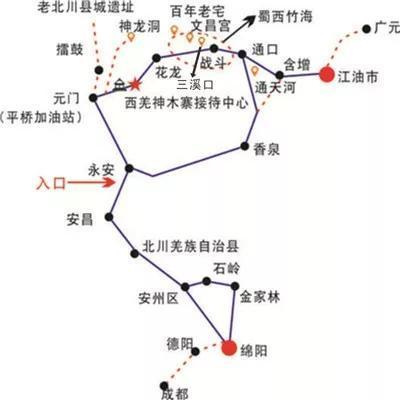 老北川县城遗址
神龙洞
百年老宅
文昌宫
蜀西竹海
广元
擂鼓
通口
含增
江油市
花龙
战斗
三溪口
通天河
西羌神木寨接待中心
元门
(平桥加油站)
香泉
永安
入口
安昌
北川羌族自治县
石岭
安州区
金家林
德阳
绵阳
成都